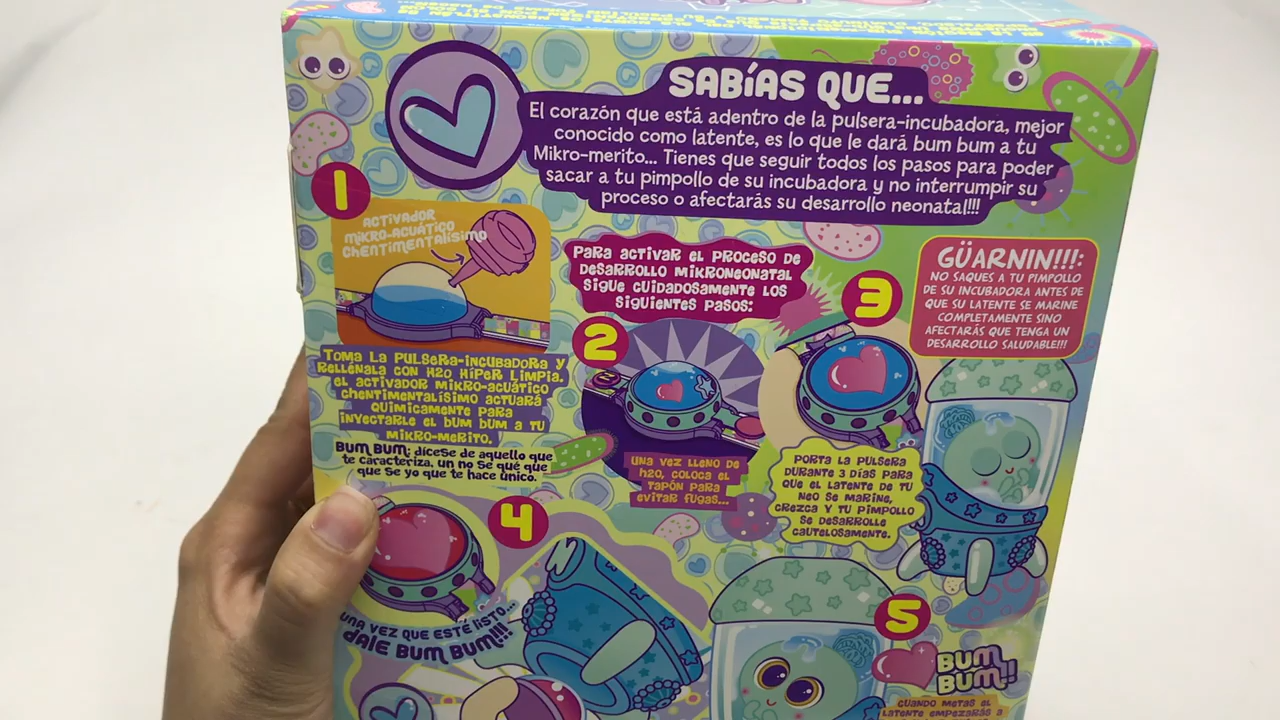 SABÍAS QUE...
El corazón que está adentro de la pulsera-incubadora, mejor
conocido como latente, es lo que le dará bum bum a tu
Mikro-merito... Tienes que seguir todos los pasos para poder
sacar a tu pimpollo de su incubadora y no interrumpir su
proceso o afectarás su desarrollo neonatal!!!
1
ACTIVADOR
MIKRO-ACUÁTICO
CHENTIMENTALÍSIMO
TOMA LA PULSERA-INCUBADORA Y
RELLÉNALA CON H2O HÍPER LIMPIA.
EL ACTIVADOR MIKRO-ACUÁTICO
CHENTIMENTALÍSIMO ACTUARÁ
QUÍMICAMENTE PARA
INYECTARLE EL BUM BUM A TU
MIKRO-MERITO.
BUM BUM: dícese de aquello que
te caracteriza, un no se qué que
que se yo que te hace único.
PARA ACTIVAR EL PROCESO DE
DESARROLLO MIKRONEONATAL
SIGUE CUIDADOSAMENTE LOS
SIGUIENTES PASOS:
2
UNA VEZ LLENO DE
H2O, COLOCA EL
TAPÓN PARA
EVITAR FUGAS...
3
PORTA LA PULSERA
DURANTE 3 DÍAS PARA
QUE EL LATENTE DE TU
NEO SE MARINE,
CREZCA Y TU PIMPOLLO
SE DESARROLLE
CAUTELOSAMENTE.
GÜARNIN!!!:
NO SAQUES A TU PIMPOLLO
DE SU INCUBADORA ANTES DE
QUE SU LATENTE SE MARINE
COMPLETAMENTE SINO
AFECTARÁS QUE TENGA UN
DESARROLLO SALUDABLE!!!
4
UNA VEZ QUE ESTÉ LISTO...
DALE BUM BUM!!!
5
BUM
BUM!!
CUANDO METAS EL
LATENTE EMPEZARÁS A